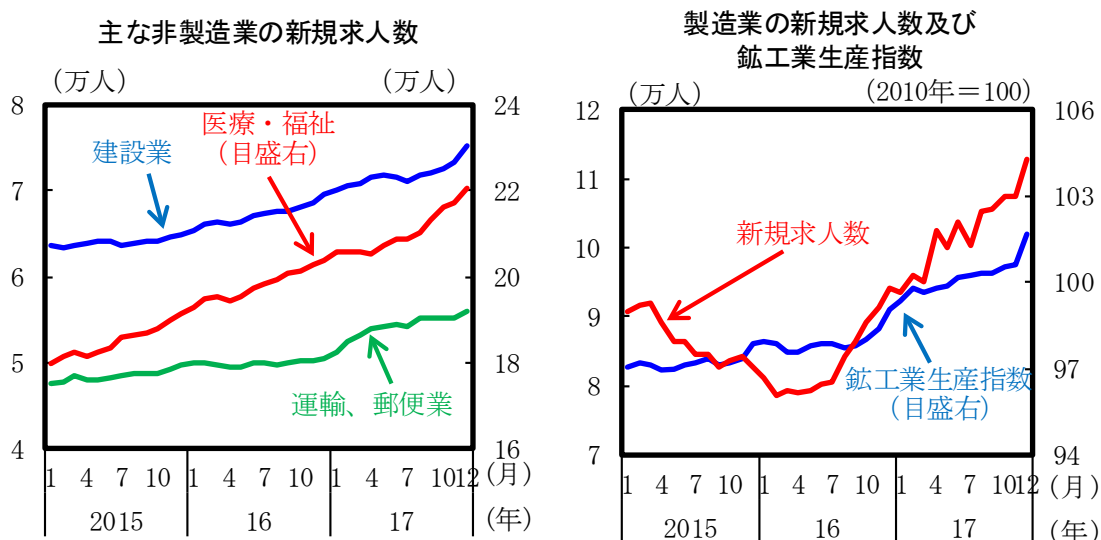 主な非製造業の新規求人数
（万人）
（万人）
8
7
6
5
4
24
22
20
18
16
建設業
医療・福祉
（目盛右）
運輸、郵便業
1 4 7 10 1 4 7 10 1 4 7 1012 (月)
2015 16 17 (年)
製造業の新規求人数及び
鉱工業生産指数
（万人）
(2010年＝100)
12
11
10
9
8
7
106
103
100
97
94
新規求人数
鉱工業生産指数
（目盛右）
1 4 7 10 1 4 7 10 1 4 7 1012 (月)
2015 16 17 (年)